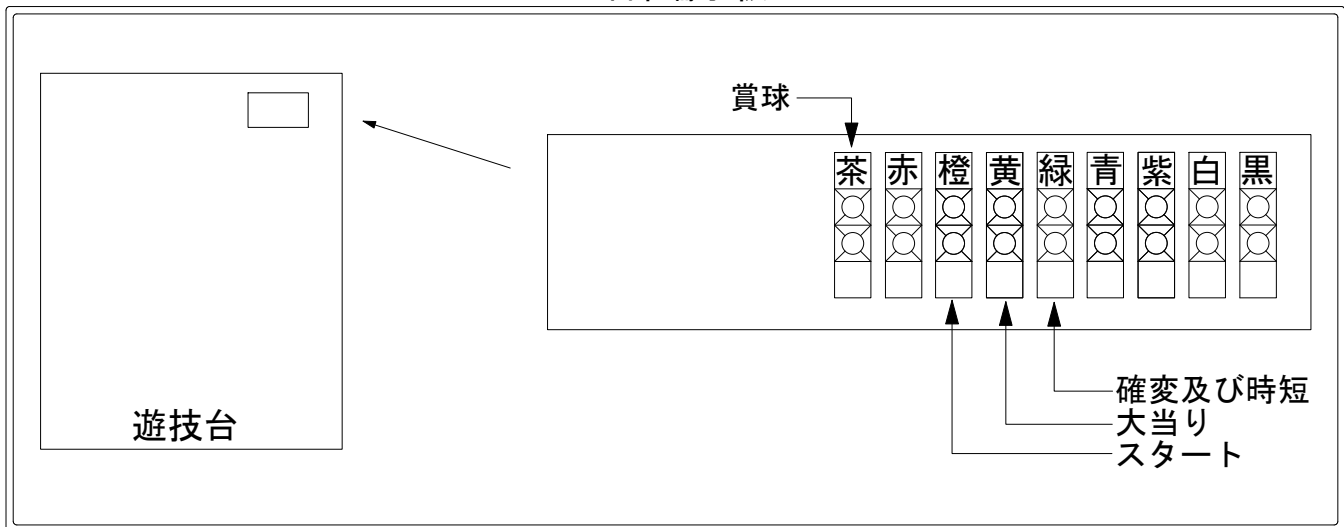 賞球
茶 赤 橙 黄 緑 青 紫 白 黒
遊技台
確変及び時短
大当り
スタート